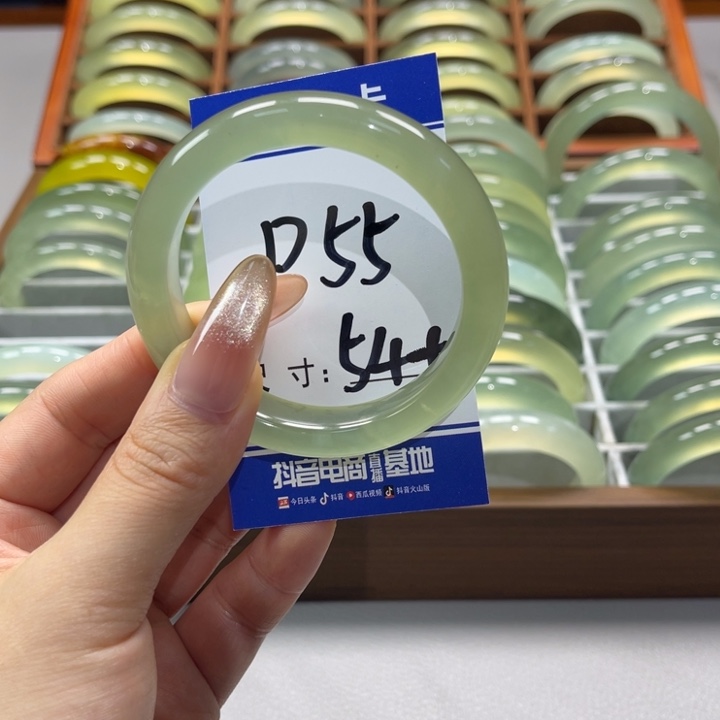 卡
D55
寸: 54+
抖音电商直播基地
今日头条 抖音 西瓜视频 抖音火山版